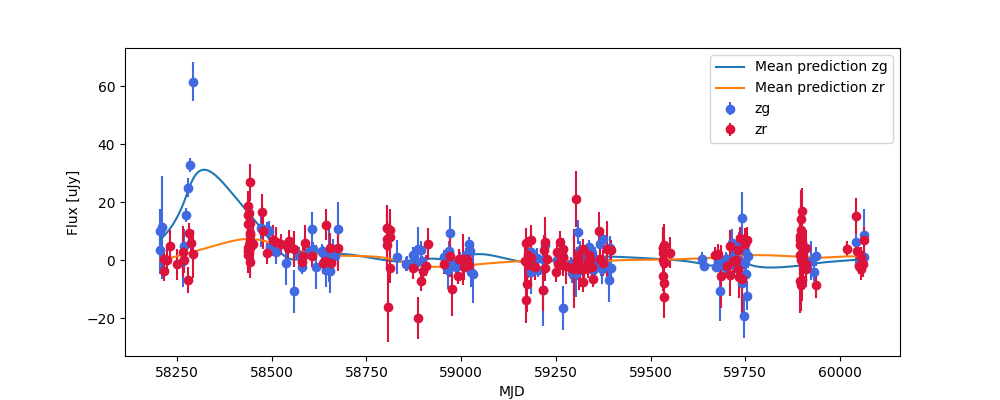 Mean prediction zg
Mean prediction zr
zg
zr
60
40
20
0
−20
Flux [uJy]
58250 58500 58750 59000 59250 59500 59750 60000
MJD